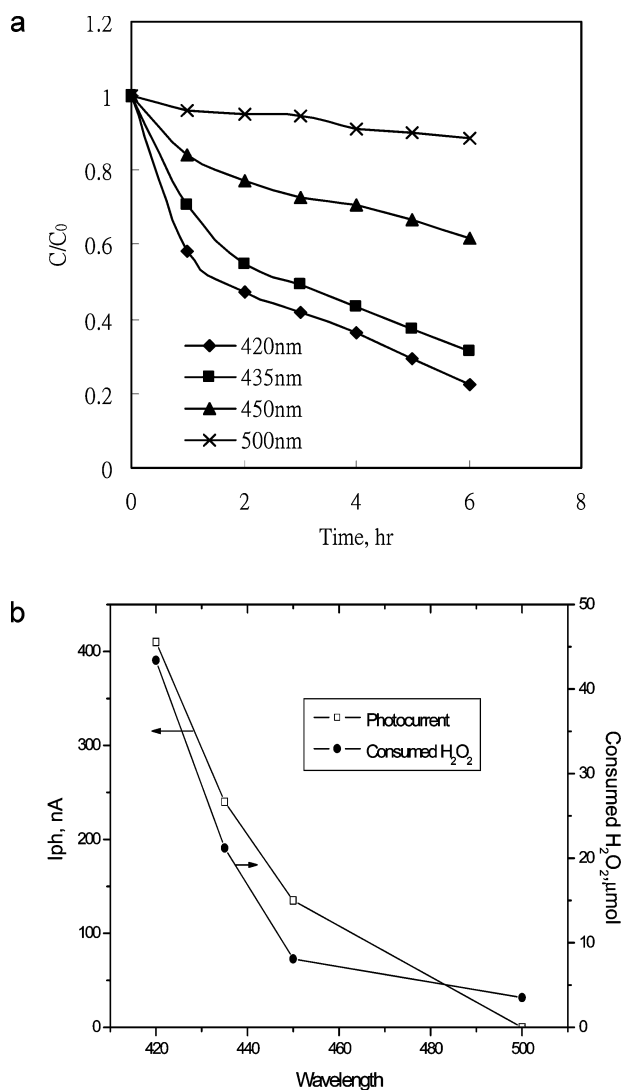 a
1.2
1
0.8
0.6
0.4
0.2
0
C/C0
420nm
435nm
450nm
500nm
0 2 4 6 8
Time, hr
b
400
300
200
100
0
Iph, nA
50
40
30
20
10
0
Consumed H₂O₂,μmol
Photocurrent
Consumed H₂O₂
420 440 460 480 500
Wavelength